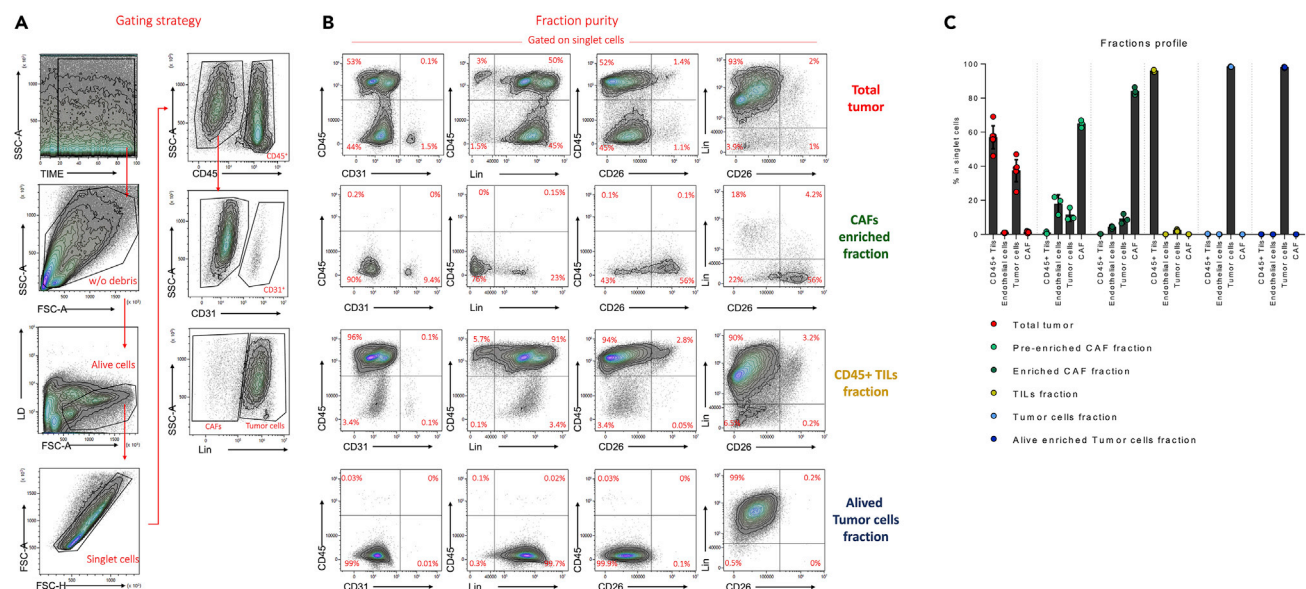 A
Gating strategy
B
Fraction purity
C
Gated on singlet cells
Fractions profile
SSC-A
TIME
SSC-A
CD45
CD45⁺
SSC-A
w/o debris
FSC-A
SSC-A
CD31⁺
CD31
LD
Alive cells
FSC-A
SSC-A
CAFs
Tumor cells
Lin
FSC-A
Singlet cells
FSC-H
53%
0.1%
44%
1.5%
CD45
CD31
3%
50%
1.5%
45%
CD45
Lin
52%
1.4%
45%
1.1%
CD45
CD26
93%
2%
3.9%
1%
Lin
Total
tumor
0.2%
0%
90%
9.4%
CD45
CD31
0%
0.15%
76%
23%
CD45
Lin
0.1%
0.1%
43%
56%
CD45
CD26
18%
4.2%
22%
56%
Lin
CD26
CAFs
enriched
fraction
96%
0.1%
3.4%
0.1%
CD45
CD31
5.7%
91%
0.1%
3.4%
CD45
Lin
94%
2.8%
3.4%
0.05%
CD45
CD26
90%
3.2%
0.2%
Lin
CD26
CD45+ TILs
fraction
0.03%
0%
99%
0.01%
CD45
CD31
0.1%
0.02%
0.3%
99.7%
CD45
Lin
0.03%
0%
99.9%
0.1%
CD45
CD26
99%
0.2%
0.5%
0%
Lin
CD26
Alived
Tumor cells
fraction
% in singlet cells
100
80
60
40
20
0
CD45+ Tils
Endothelial cells
Tumor cells
CAF
CD45+ Tils
Endothelial cells
Tumor cells
CAF
CD45+ Tils
Endothelial cells
Tumor cells
CAF
CD45+ Tils
Endothelial cells
Tumor cells
CAF
CD45+ Tils
Endothelial cells
Tumor cells
CAF
CD45+ Tils
Endothelial cells
Tumor cells
CAF
Total tumor
Pre-enriched CAF fraction
Enriched CAF fraction
TILs fraction
Tumor cells fraction
Alive enriched Tumor cells fraction